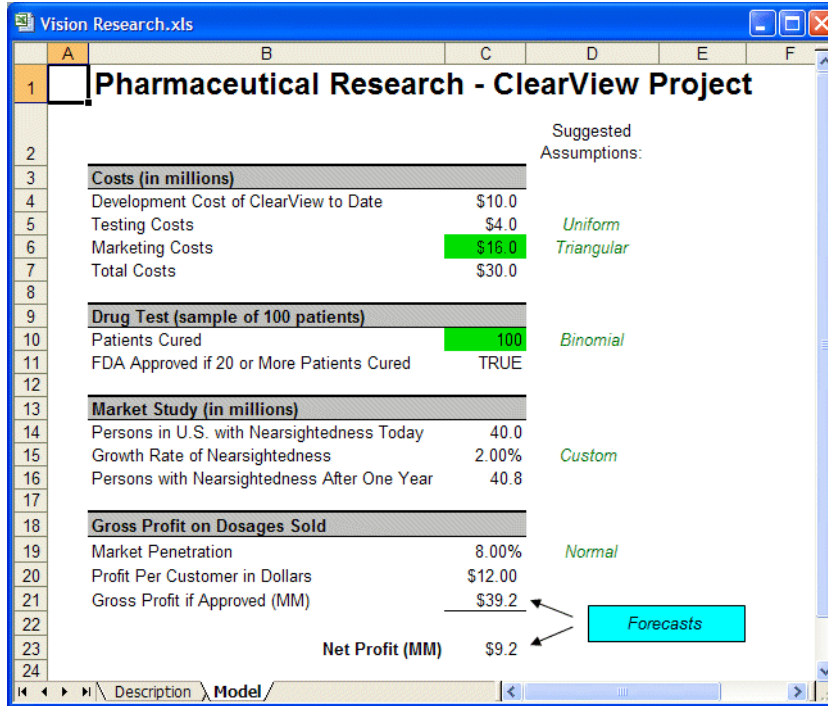 Vision Research.xls
A B C D E F
1 Pharmaceutical Research - ClearView Project
Suggested
2 Assumptions:
3 Costs (in millions)
4 Development Cost of ClearView to Date $10.0
5 Testing Costs $4.0 Uniform
6 Marketing Costs $16.0 Triangular
7 Total Costs $30.0
8
9 Drug Test (sample of 100 patients)
10 Patients Cured 100 Binomial
11 FDA Approved if 20 or More Patients Cured TRUE
12
13 Market Study (in millions)
14 Persons in U.S. with Nearsightedness Today 40.0
15 Growth Rate of Nearsightedness 2.00% Custom
16 Persons with Nearsightedness After One Year 40.8
17
18 Gross Profit on Dosages Sold
19 Market Penetration 8.00% Normal
20 Profit Per Customer in Dollars $12.00
21 Gross Profit if Approved (MM) $39.2
22 Forecasts
23 Net Profit (MM) $9.2
24
Description Model